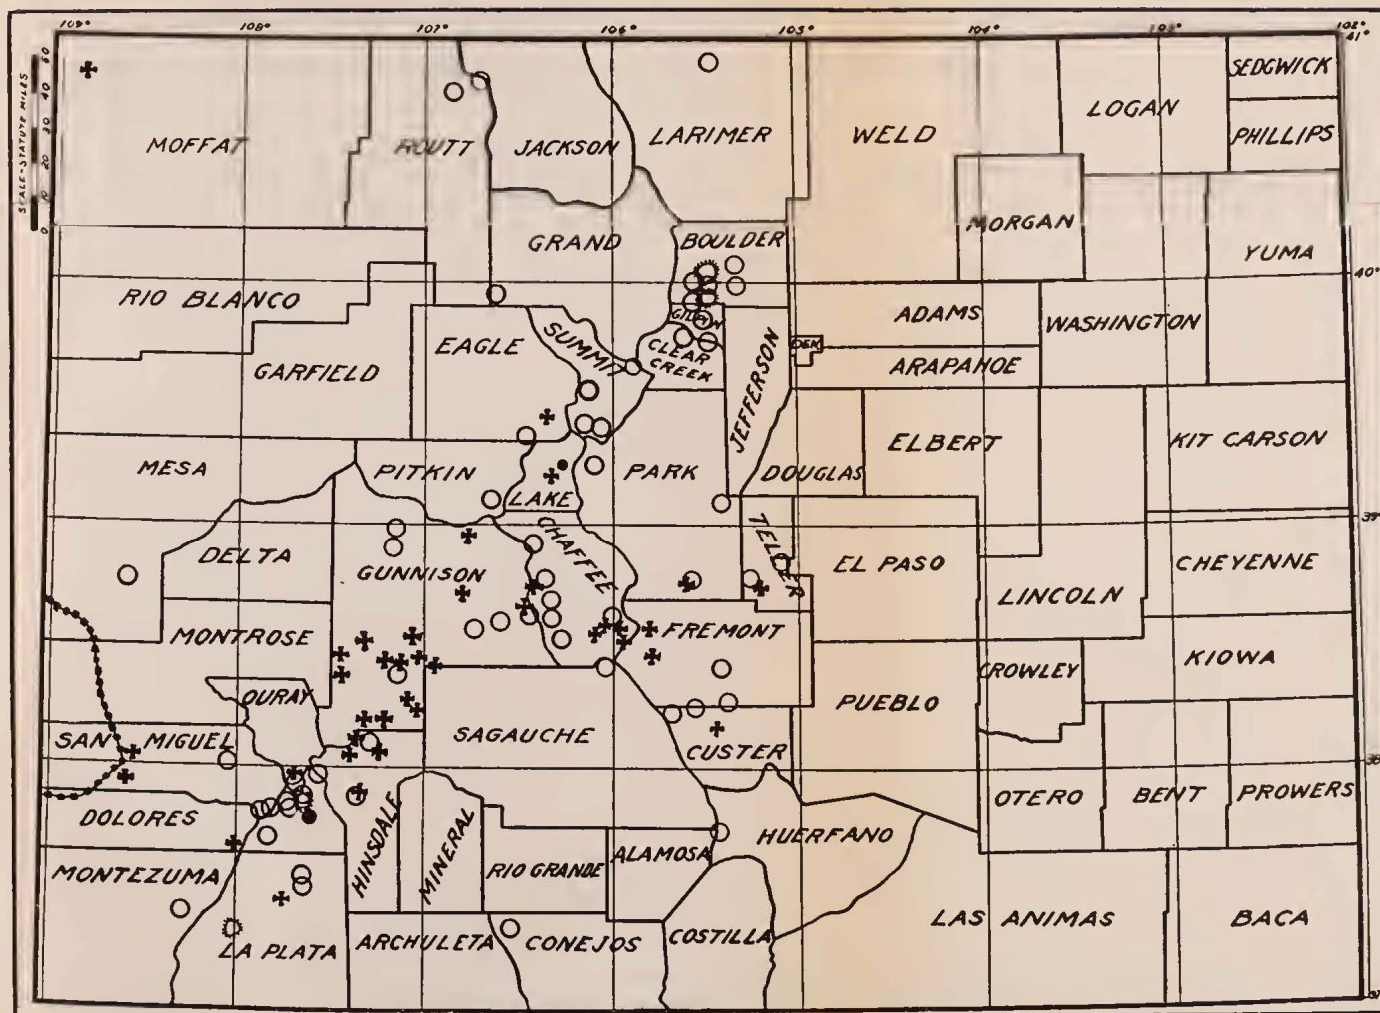 109° 108° 107° 106° 105° 104° 103° 102°
41°
SCALE-STATUTE MILES
60
50
40
30
20
10
0
SEDGWICK
LOGAN
PHILLIPS
MOFFAT ROUTT JACKSON LARIMER WELD
MORGAN
YUMA
GRAND BOULDER
40°
RIO BLANCO
ADAMS
WASHINGTON
GILPIN
EAGLE SUMMIT
CLEAR
CREEK
DEN
ARAPAHOE
GARFIELD
JEFFERSON
MESA PITKIN PARK DOUGLAS ELBERT KIT CARSON
LAKE
39°
DELTA GUNNISON CHAFFEE TELLER EL PASO LINCOLN CHEYENNE
MONTROSE FREMONT
CROWLEY KIOWA
OURAY PUEBLO
SAN MIGUEL SAGAUCHE CUSTER
38°
DOLORES HINSDALE MINERAL OTERO BENT PROWERS
HUERFANO
MONTEZUMA RIO GRANDE ALAMOSA
LA PLATA ARCHULETA CONEJOS COSTILLA LAS ANIMAS BACA
37°